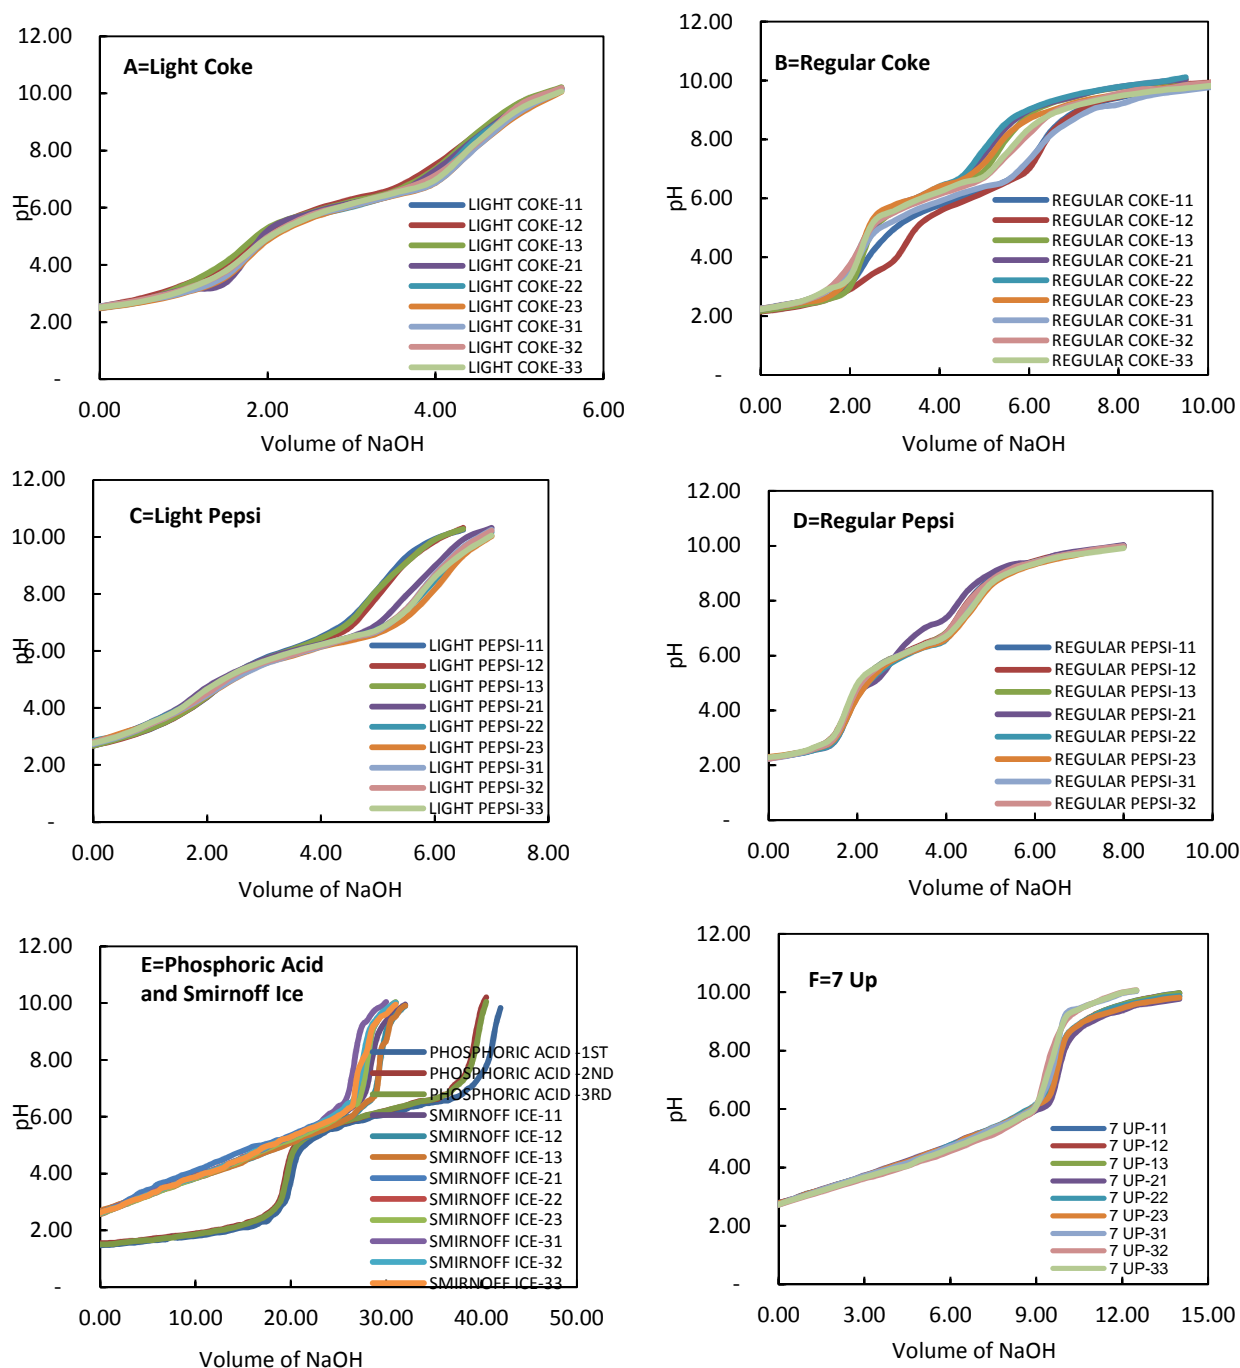 A=Light Coke
12.00
10.00
8.00
6.00
4.00
2.00
-
pH
0.00
2.00
4.00
6.00
Volume of NaOH
LIGHT COKE-11
LIGHT COKE-12
LIGHT COKE-13
LIGHT COKE-21
LIGHT COKE-22
LIGHT COKE-23
LIGHT COKE-31
LIGHT COKE-32
LIGHT COKE-33
B=Regular Coke
12.00
10.00
8.00
6.00
4.00
2.00
-
pH
0.00
2.00
4.00
6.00
8.00
10.00
Volume of NaOH
REGULAR COKE-11
REGULAR COKE-12
REGULAR COKE-13
REGULAR COKE-21
REGULAR COKE-22
REGULAR COKE-23
REGULAR COKE-31
REGULAR COKE-32
REGULAR COKE-33
C=Light Pepsi
12.00
10.00
8.00
6.00
4.00
2.00
-
pH
0.00
2.00
4.00
6.00
8.00
Volume of NaOH
LIGHT PEPSI-11
LIGHT PEPSI-12
LIGHT PEPSI-13
LIGHT PEPSI-21
LIGHT PEPSI-22
LIGHT PEPSI-23
LIGHT PEPSI-31
LIGHT PEPSI-32
LIGHT PEPSI-33
D=Regular Pepsi
12.00
10.00
8.00
6.00
4.00
2.00
-
pH
0.00
2.00
4.00
6.00
8.00
10.00
Volume of NaOH
REGULAR PEPSI-11
REGULAR PEPSI-12
REGULAR PEPSI-13
REGULAR PEPSI-21
REGULAR PEPSI-22
REGULAR PEPSI-23
REGULAR PEPSI-31
REGULAR PEPSI-32
E=Phosphoric Acid
and Smirnoff Ice
12.00
10.00
8.00
6.00
4.00
2.00
-
pH
0.00
10.00
20.00
30.00
40.00
50.00
Volume of NaOH
PHOSPHORIC ACID -1ST
PHOSPHORIC ACID -2ND
PHOSPHORIC ACID -3RD
SMIRNOFF ICE-11
SMIRNOFF ICE-12
SMIRNOFF ICE-13
SMIRNOFF ICE-21
SMIRNOFF ICE-22
SMIRNOFF ICE-23
SMIRNOFF ICE-31
SMIRNOFF ICE-32
SMIRNOFF ICE-33
F=7 Up
12.00
10.00
8.00
6.00
4.00
2.00
-
pH
0.00
3.00
6.00
9.00
12.00
15.00
Volume of NaOH
7 UP-11
7 UP-12
7 UP-13
7 UP-21
7 UP-22
7 UP-23
7 UP-31
7 UP-32
7 UP-33